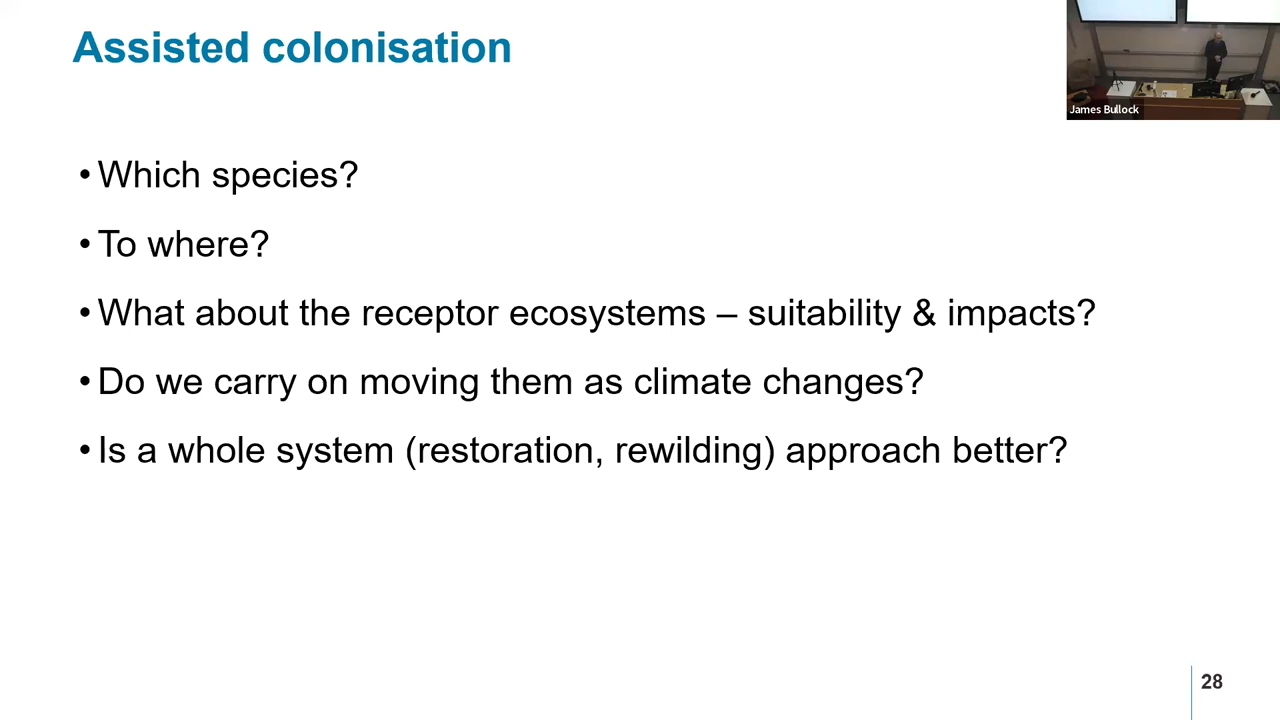 Assisted colonisation
James Bullock
• Which species?
• To where?
• What about the receptor ecosystems – suitability & impacts?
• Do we carry on moving them as climate changes?
• Is a whole system (restoration, rewilding) approach better?
28